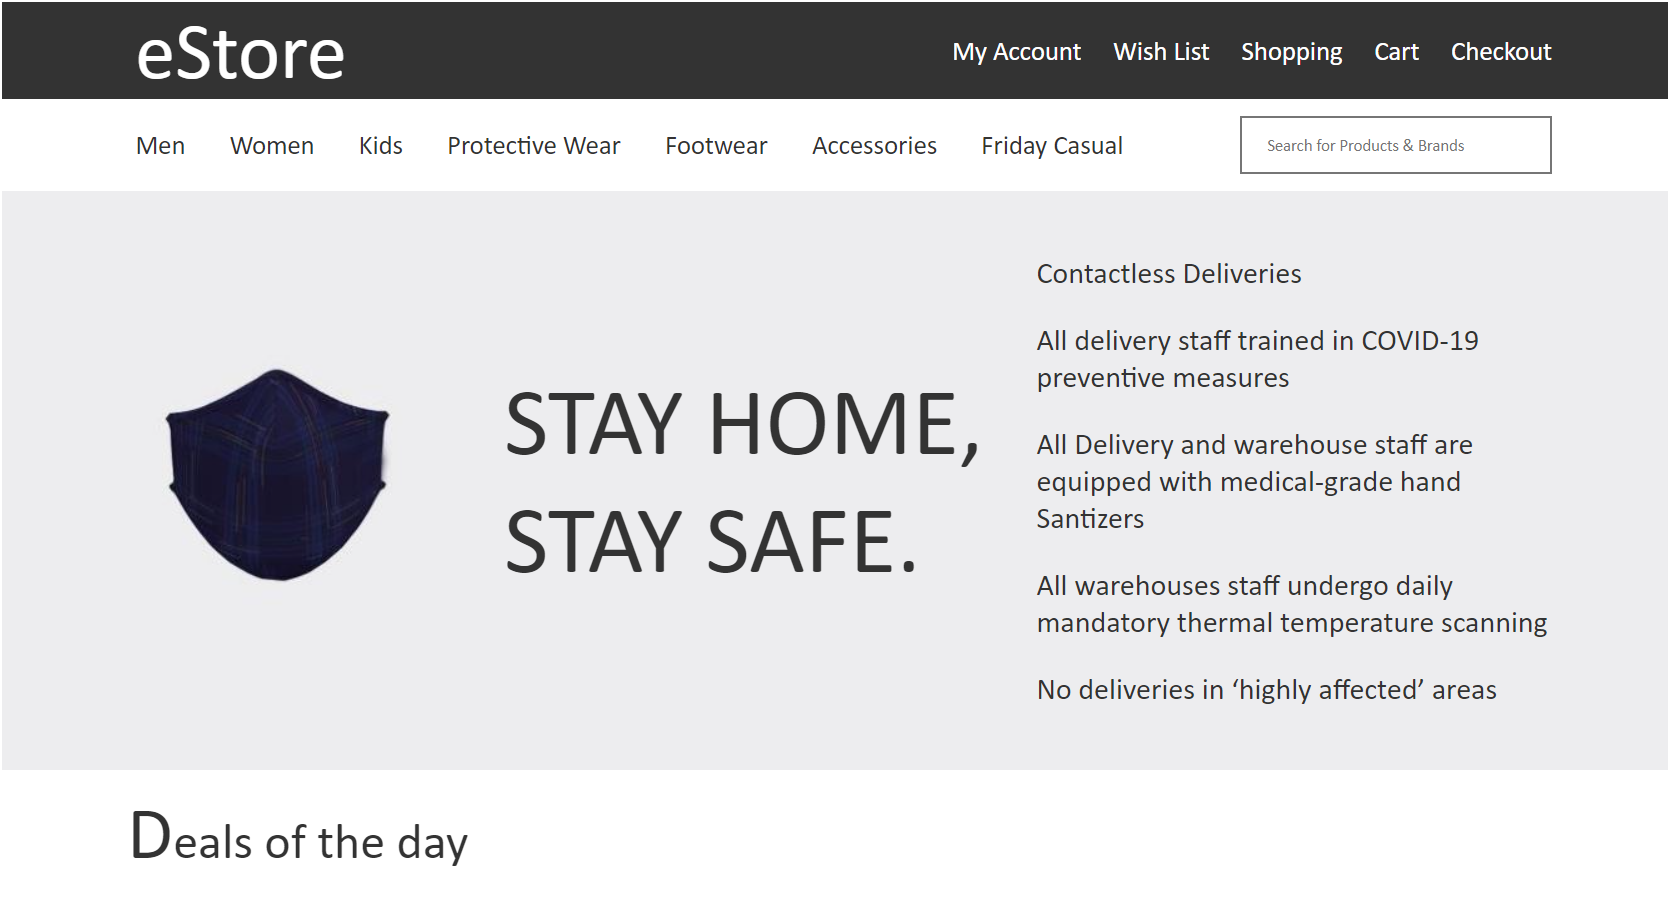 eStore
My Account Wish List Shopping Cart Checkout
Men Women Kids Protective Wear Footwear Accessories Friday Casual
Search for Products & Brands
STAY HOME,
STAY SAFE.
Contactless Deliveries
All delivery staff trained in COVID-19
preventive measures
All Delivery and warehouse staff are
equipped with medical-grade hand
Santizers
All warehouses staff undergo daily
mandatory thermal temperature scanning
No deliveries in ‘highly affected’ areas
Deals of the day